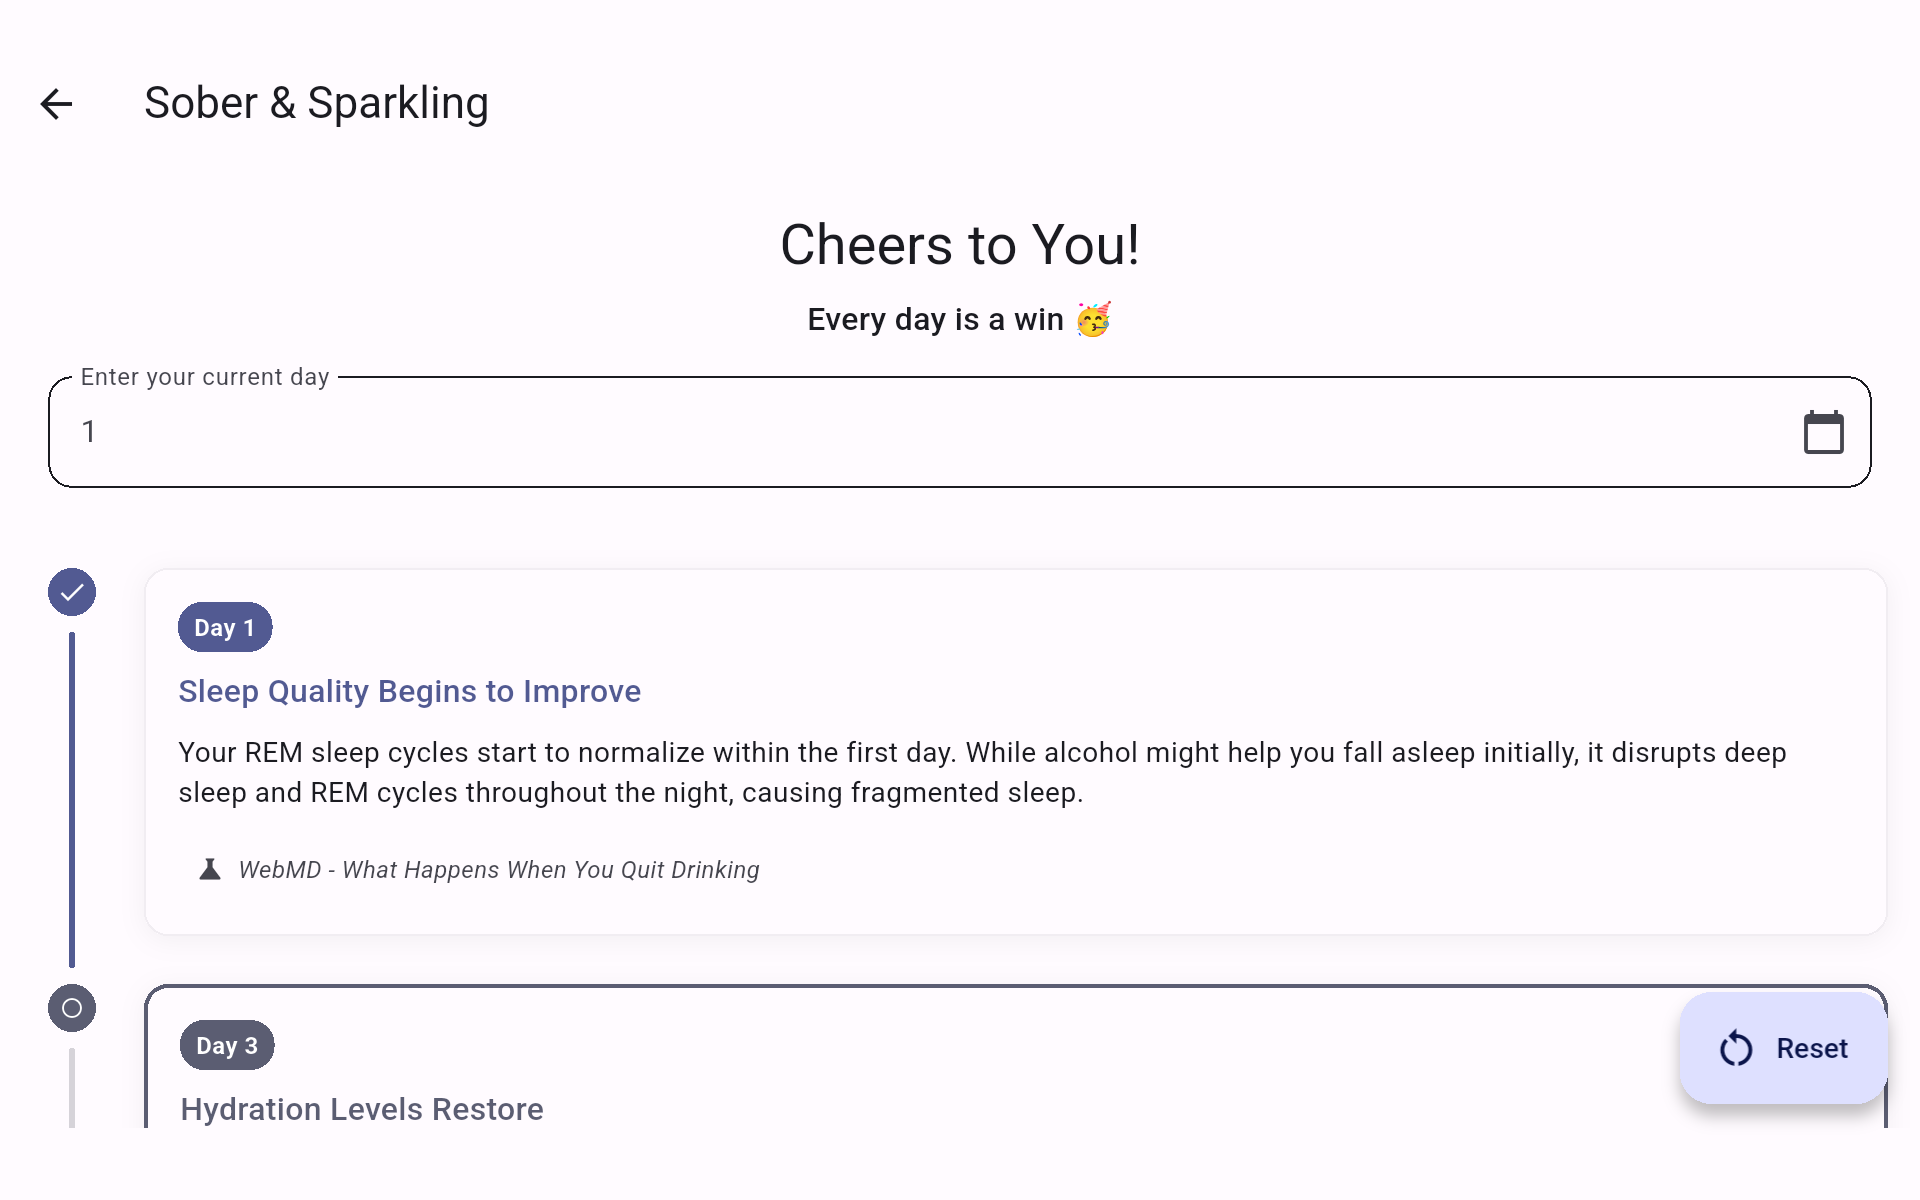 Sober & Sparkling
Cheers to You!
Every day is a win 🥳
Enter your current day
1
Day 1
Sleep Quality Begins to Improve
Your REM sleep cycles start to normalize within the first day. While alcohol might help you fall asleep initially, it disrupts deep
sleep and REM cycles throughout the night, causing fragmented sleep.
WebMD - What Happens When You Quit Drinking
Day 3
Reset
Hydration Levels Restore